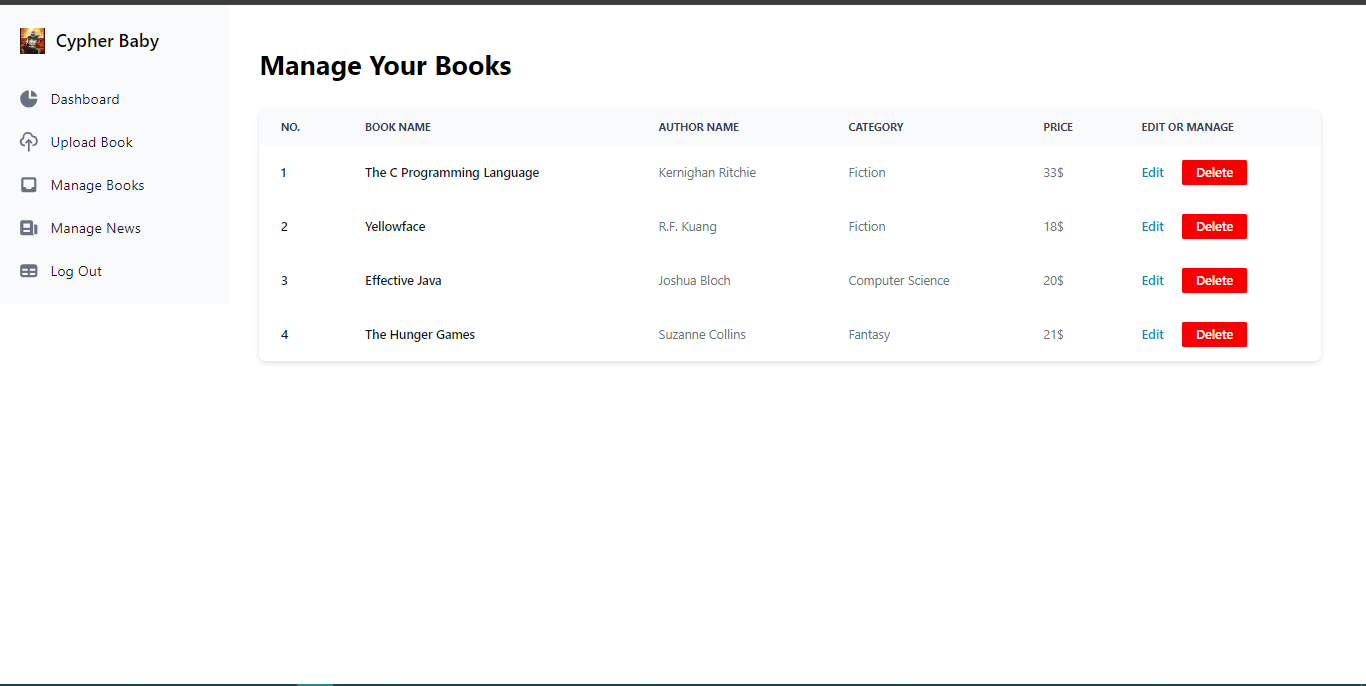 Cypher Baby
Dashboard
Upload Book
Manage Books
Manage News
Log Out
Manage Your Books
NO. BOOK NAME AUTHOR NAME CATEGORY PRICE EDIT OR MANAGE
1 The C Programming Language Kernighan Ritchie Fiction 33$ Edit Delete
2 Yellowface R.F. Kuang Fiction 18$ Edit Delete
3 Effective Java Joshua Bloch Computer Science 20$ Edit Delete
4 The Hunger Games Suzanne Collins Fantasy 21$ Edit Delete